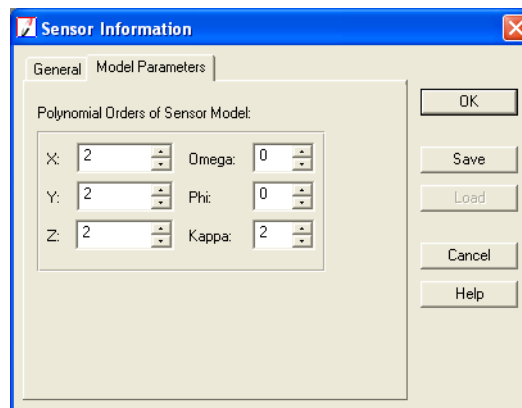 Sensor Information
General Model Parameters
OK
Polynomial Orders of Sensor Model:
X: 2 Omega: 0
Save
Y: 2 Phi: 0
Load
Z: 2 Kappa: 2
Cancel
Help